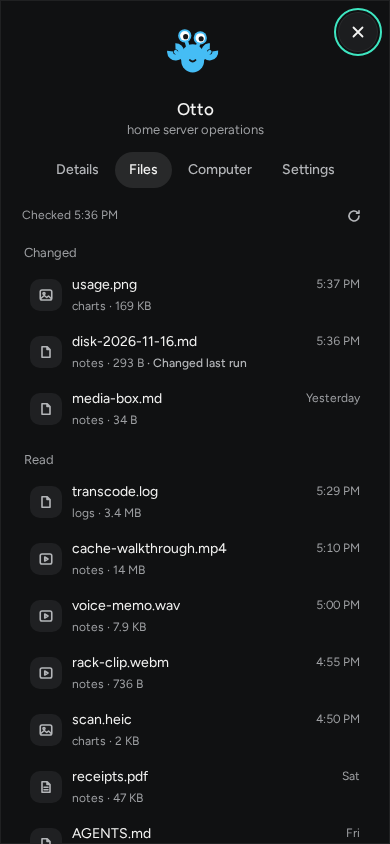 Otto
home server operations
Details Files Computer Settings
Checked 5:36 PM
Changed
usage.png 5:37 PM
charts · 169 KB
disk-2026-11-16.md 5:36 PM
notes · 293 B · Changed last run
media-box.md Yesterday
notes · 34 B
Read
transcode.log 5:29 PM
logs · 3.4 MB
cache-walkthrough.mp4 5:10 PM
notes · 14 MB
voice-memo.wav 5:00 PM
notes · 7.9 KB
rack-clip.webm 4:55 PM
notes · 736 B
scan.heic 4:50 PM
charts · 2 KB
receipts.pdf Sat
notes · 47 KB
AGENTS.md Fri